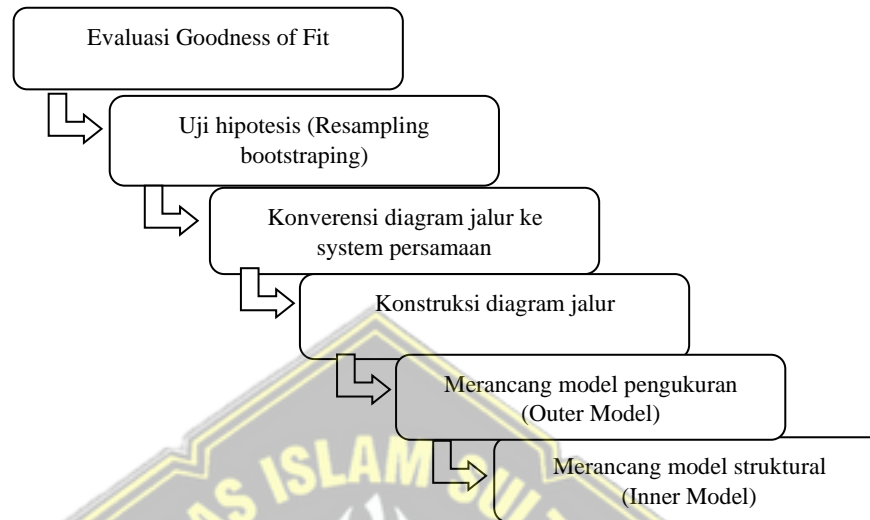 Evaluasi Goodness of Fit
Uji hipotesis (Resampling
bootstraping)
Konverensi diagram jalur ke
system persamaan
Konstruksi diagram jalur
Merancang model pengukuran
(Outer Model)
Merancang model struktural
(Inner Model)
ISLAM